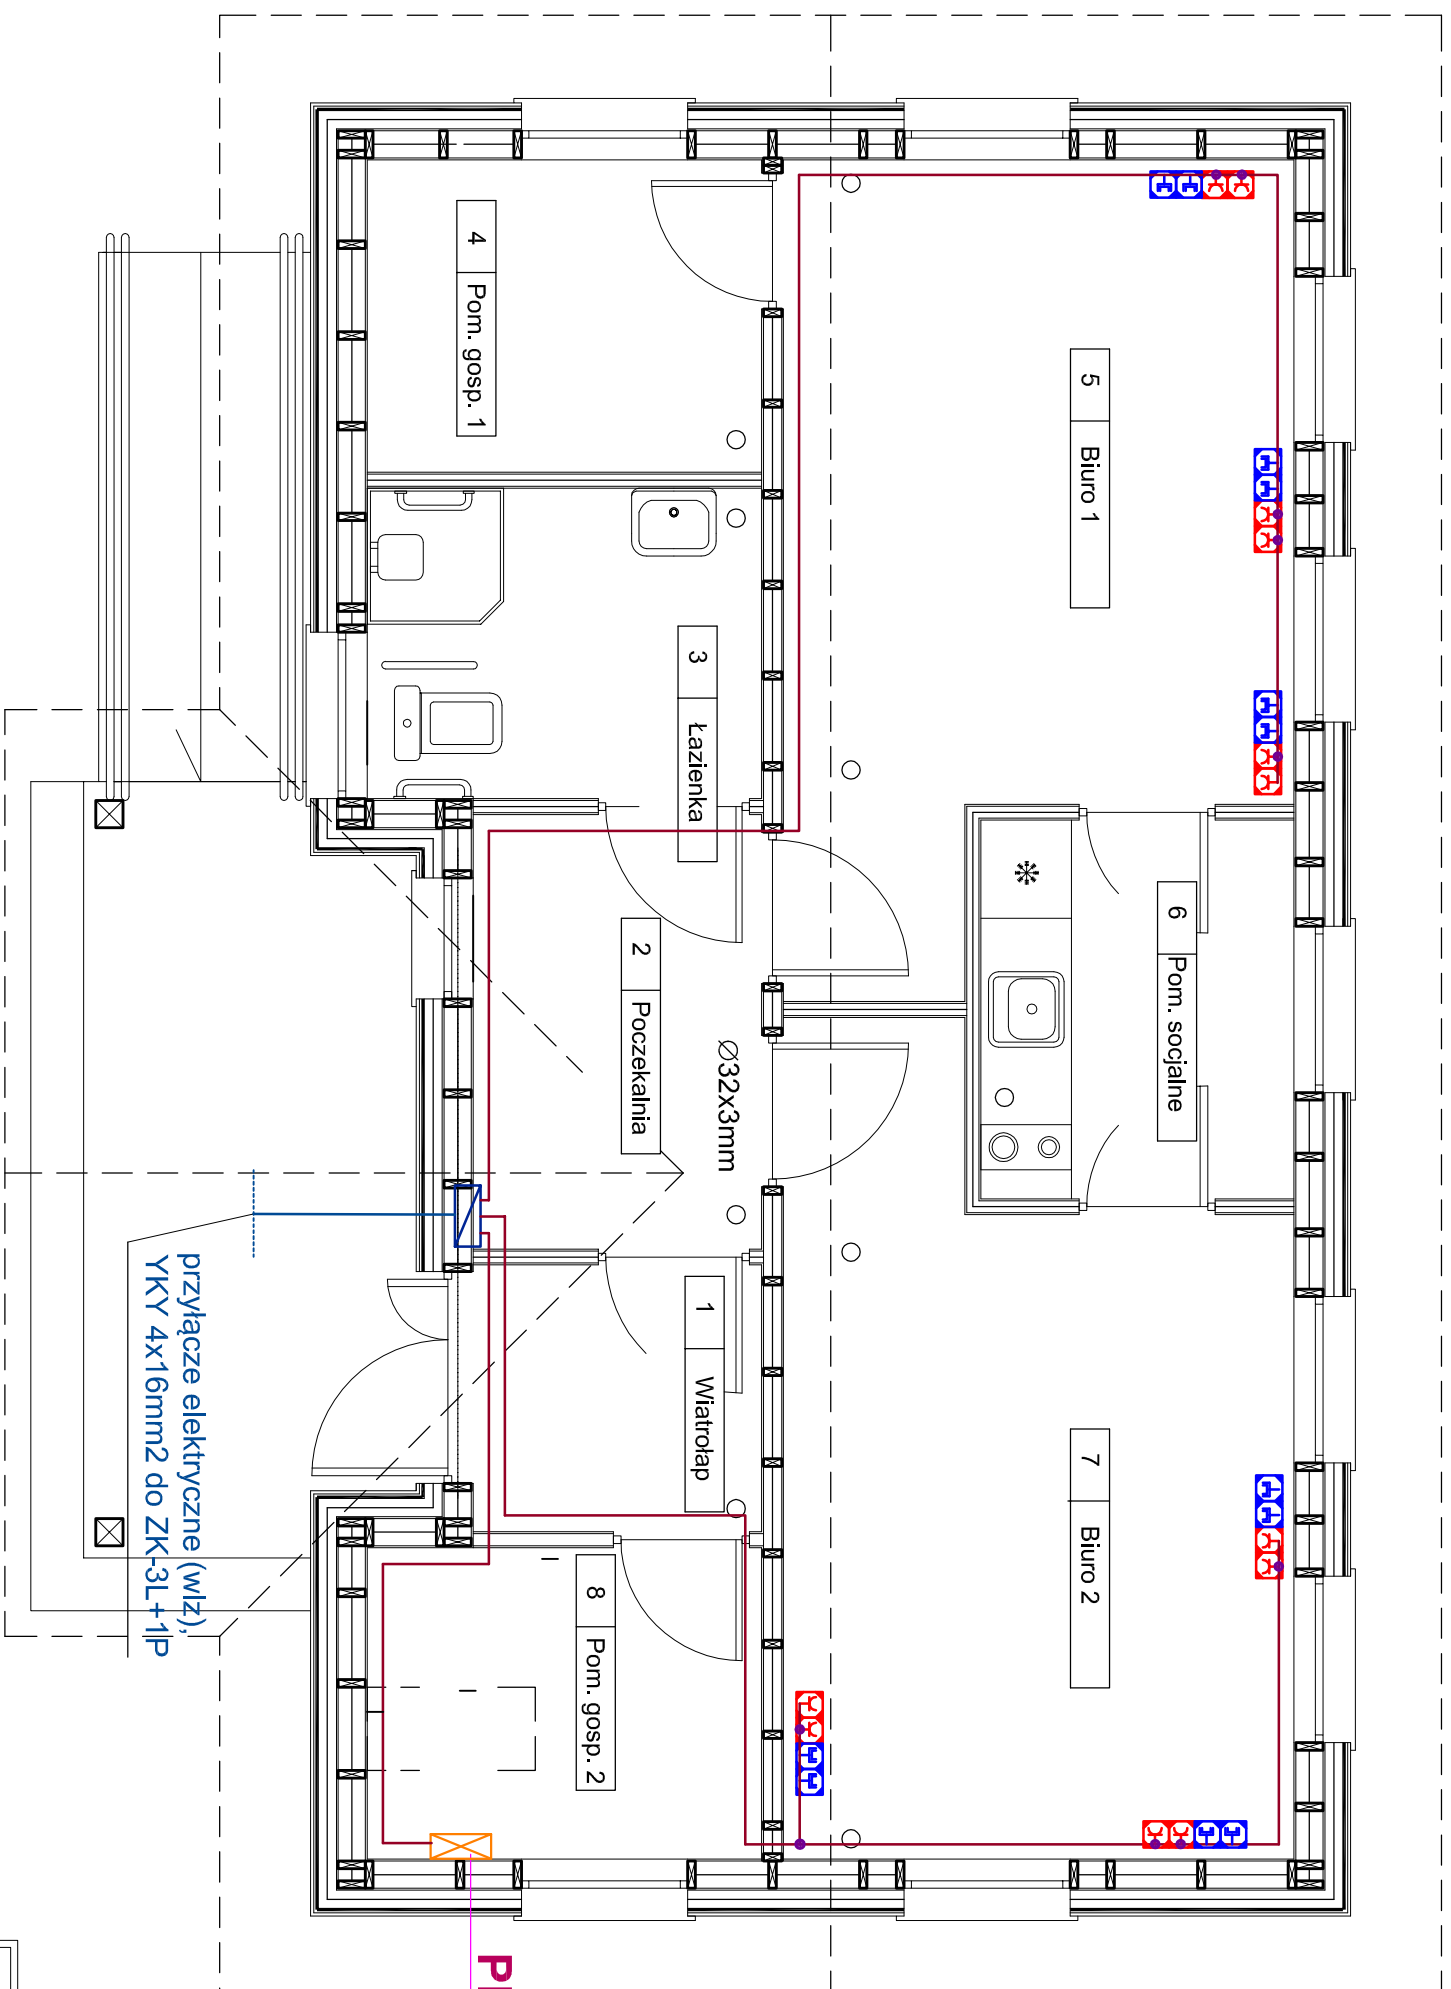 4 Pom. gosp. 1
5 Biuro 1
3 Łazienka
6 Pom. socjalne
2 Poczekalnia
Ø32x3mm
1 Wiatrołap
7 Biuro 2
8 Pom. gosp. 2
przyłącze elektryczne (wlz),
YKY 4x16mm2 do ZK-3L+1P